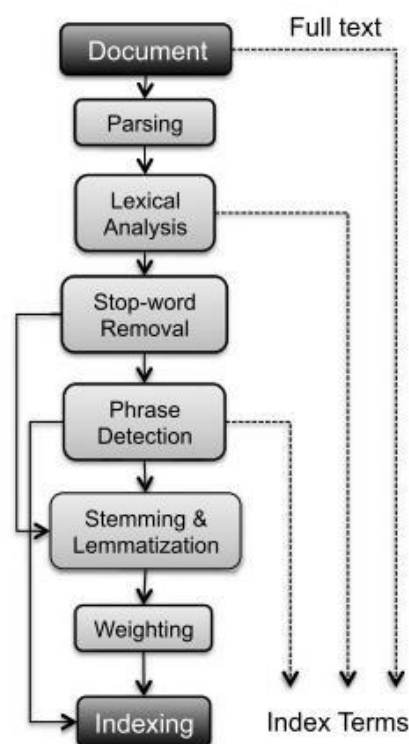 Full text
Document
Parsing
Lexical
Analysis
Stop-word
Removal
Phrase
Detection
Stemming &
Lemmatization
Weighting
Indexing
Index Terms